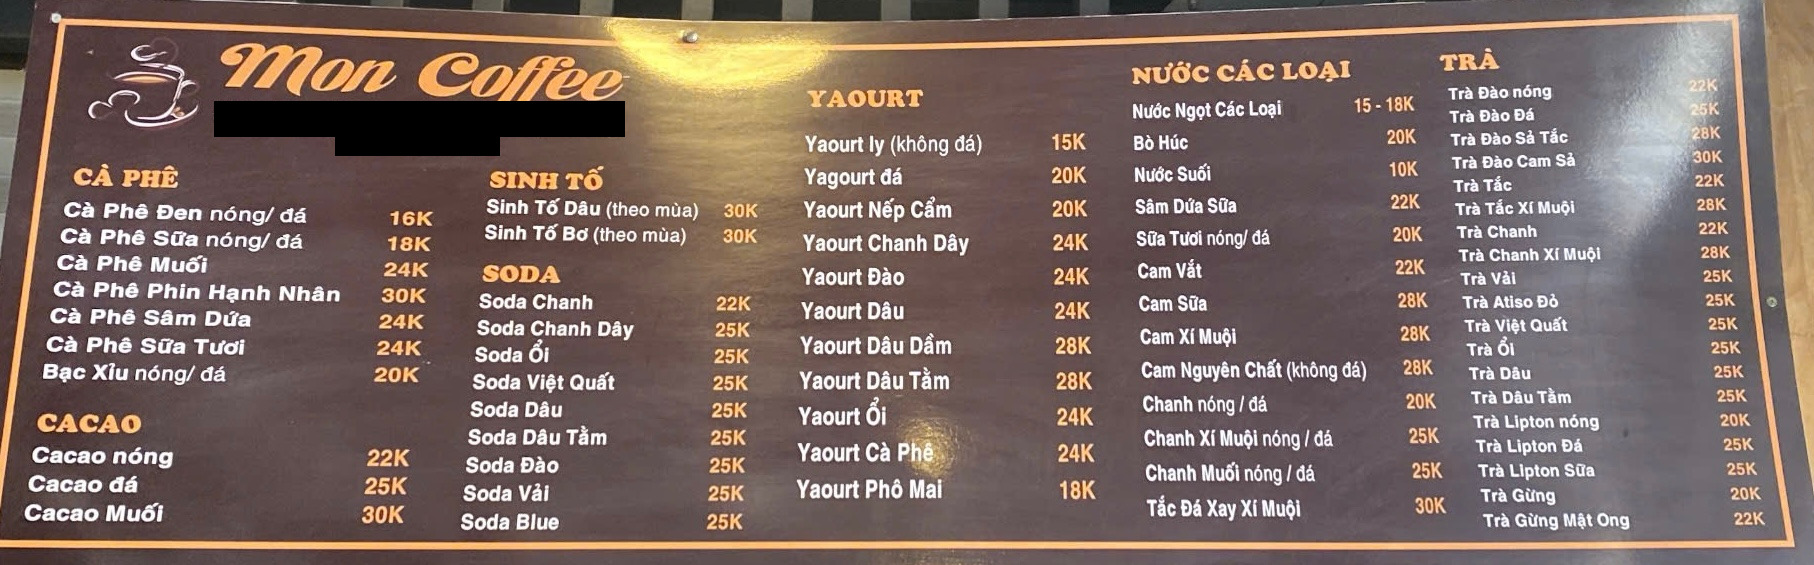 Mon Coffee
CÀ PHÊ
Cà Phê Đen nóng/ đá 16K
Cà Phê Sữa nóng/ đá 18K
Cà Phê Muối 24K
Cà Phê Phin Hạnh Nhân 30K
Cà Phê Sâm Dứa 24K
Cà Phê Sữa Tươi 24K
Bạc Xỉu nóng/ đá 20K
CACAO
Cacao nóng 22K
Cacao đá 25K
Cacao Muối 30K
SINH TỐ
Sinh Tố Dâu (theo mùa) 30K
Sinh Tố Bơ (theo mùa) 30K
SODA
Soda Chanh 22K
Soda Chanh Dây 25K
Soda Ổi 25K
Soda Việt Quất 25K
Soda Dâu 25K
Soda Dâu Tằm 25K
Soda Đào 25K
Soda Vải 25K
Soda Blue 25K
YAOURT
Yaourt ly (không đá) 15K
Yagourt đá 20K
Yaourt Nếp Cẩm 20K
Yaourt Chanh Dây 24K
Yaourt Đào 24K
Yaourt Dâu 24K
Yaourt Dâu Dầm 28K
Yaourt Dâu Tằm 28K
Yaourt Ổi 24K
Yaourt Cà Phê 24K
Yaourt Phô Mai 18K
NƯỚC CÁC LOẠI
Nước Ngọt Các Loại 15 - 18K
Bò Húc 20K
Nước Suối 10K
Sâm Dứa Sữa 22K
Sữa Tươi nóng/ đá 20K
Cam Vắt 22K
Cam Sữa 28K
Cam Xí Muội 28K
Cam Nguyên Chất (không đá) 28K
Chanh nóng / đá 20K
Chanh Xí Muội nóng / đá 25K
Chanh Muối nóng / đá 25K
Tắc Đá Xay Xí Muội 30K
TRÀ
Trà Đào nóng 22K
Trà Đào Đá 25K
Trà Đào Sả Tắc 28K
Trà Đào Cam Sả 30K
Trà Tắc 22K
Trà Tắc Xí Muội 28K
Trà Chanh 22K
Trà Chanh Xí Muội 28K
Trà Vải 25K
Trà Atiso Đỏ 25K
Trà Việt Quất 25K
Trà Ổi 25K
Trà Dâu 25K
Trà Dâu Tằm 25K
Trà Lipton nóng 20K
Trà Lipton Đá 25K
Trà Lipton Sữa 25K
Trà Gừng 20K
Trà Gừng Mật Ong 22K